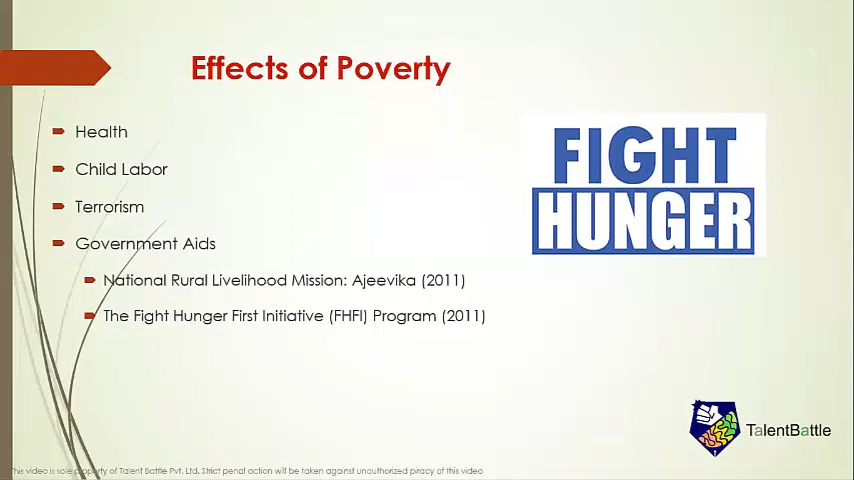 Effects of Poverty
Health
Child Labor
Terrorism
Government Aids
National Rural Livelihood Mission: Ajeevika (2011)
The Fight Hunger First Initiative (FHFI) Program (2011)
FIGHT
HUNGER
TalentBattle
This video is sole property of Talent Battle Pvt. Ltd. Strict penal action will be taken against unauthorized piracy of this video